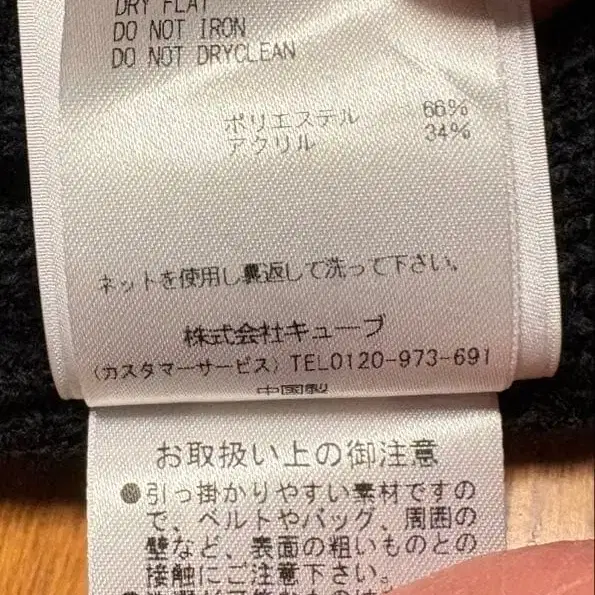 DRY FLAT
DO NOT IRON
DO NOT DRYCLEAN
ポリエステル 66%
アクリル 34%
ネットを使用し裏返して洗って下さい。
株式会社キューブ
(カスタマーサービス) TEL0120-973-691
中国製
お取扱い上の御注意
●引っ掛かりやすい素材ですの
で、ベルトやバッグ、周囲の
壁など、表面の粗いものとの
接触にご注意下さい。